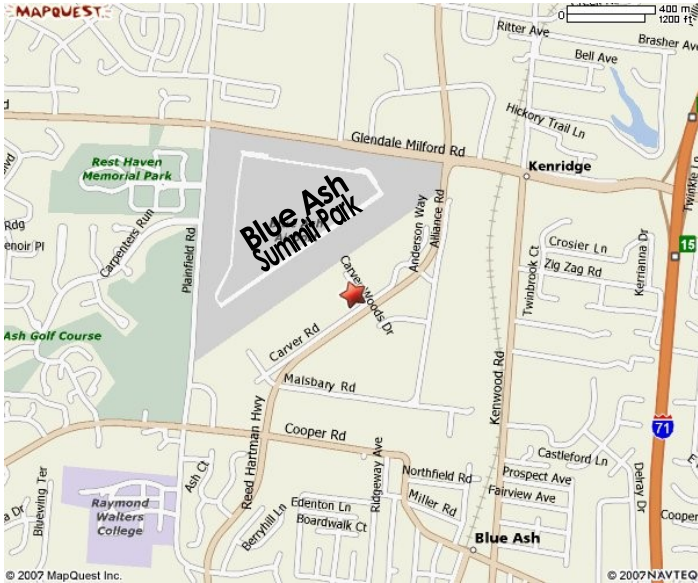 MAPQUEST
0 400 m
1200 ft
Ritter Ave
Brasher Av
Bell Ave
Hickory Trail Ln
Glendale Milford Rd
Kenridge
Rest Haven
Memorial Park
Blue Ash
Summit Park
Twinkle L
Rdg
enoir Pl
Carpenters Run
Plainfield Rd
Anderson Way
Alliance Rd
Crosier Ln
Zig Zag Rd
Kerrianna Dr
15
Twinbrook Ct
Carver Woods Dr
Ash Golf Course
Carver Rd
Malsbary Rd
Kenwood Rd
71
Reed Hartman Hwy
Cooper Rd
Ridgeway Ave
Castleford Ln
Northfield Rd
Prospect Ave
Fairview Ave
Delray Dr
Ash Ct
Bluewing Ter
a Dr
Raymond
Walters
College
Berryhill Ln
Edenton Ln
Boardwalk Ct
Miller Rd
Cooper
Blue Ash
© 2007 MapQuest Inc.
© 2007 NAVTEQ